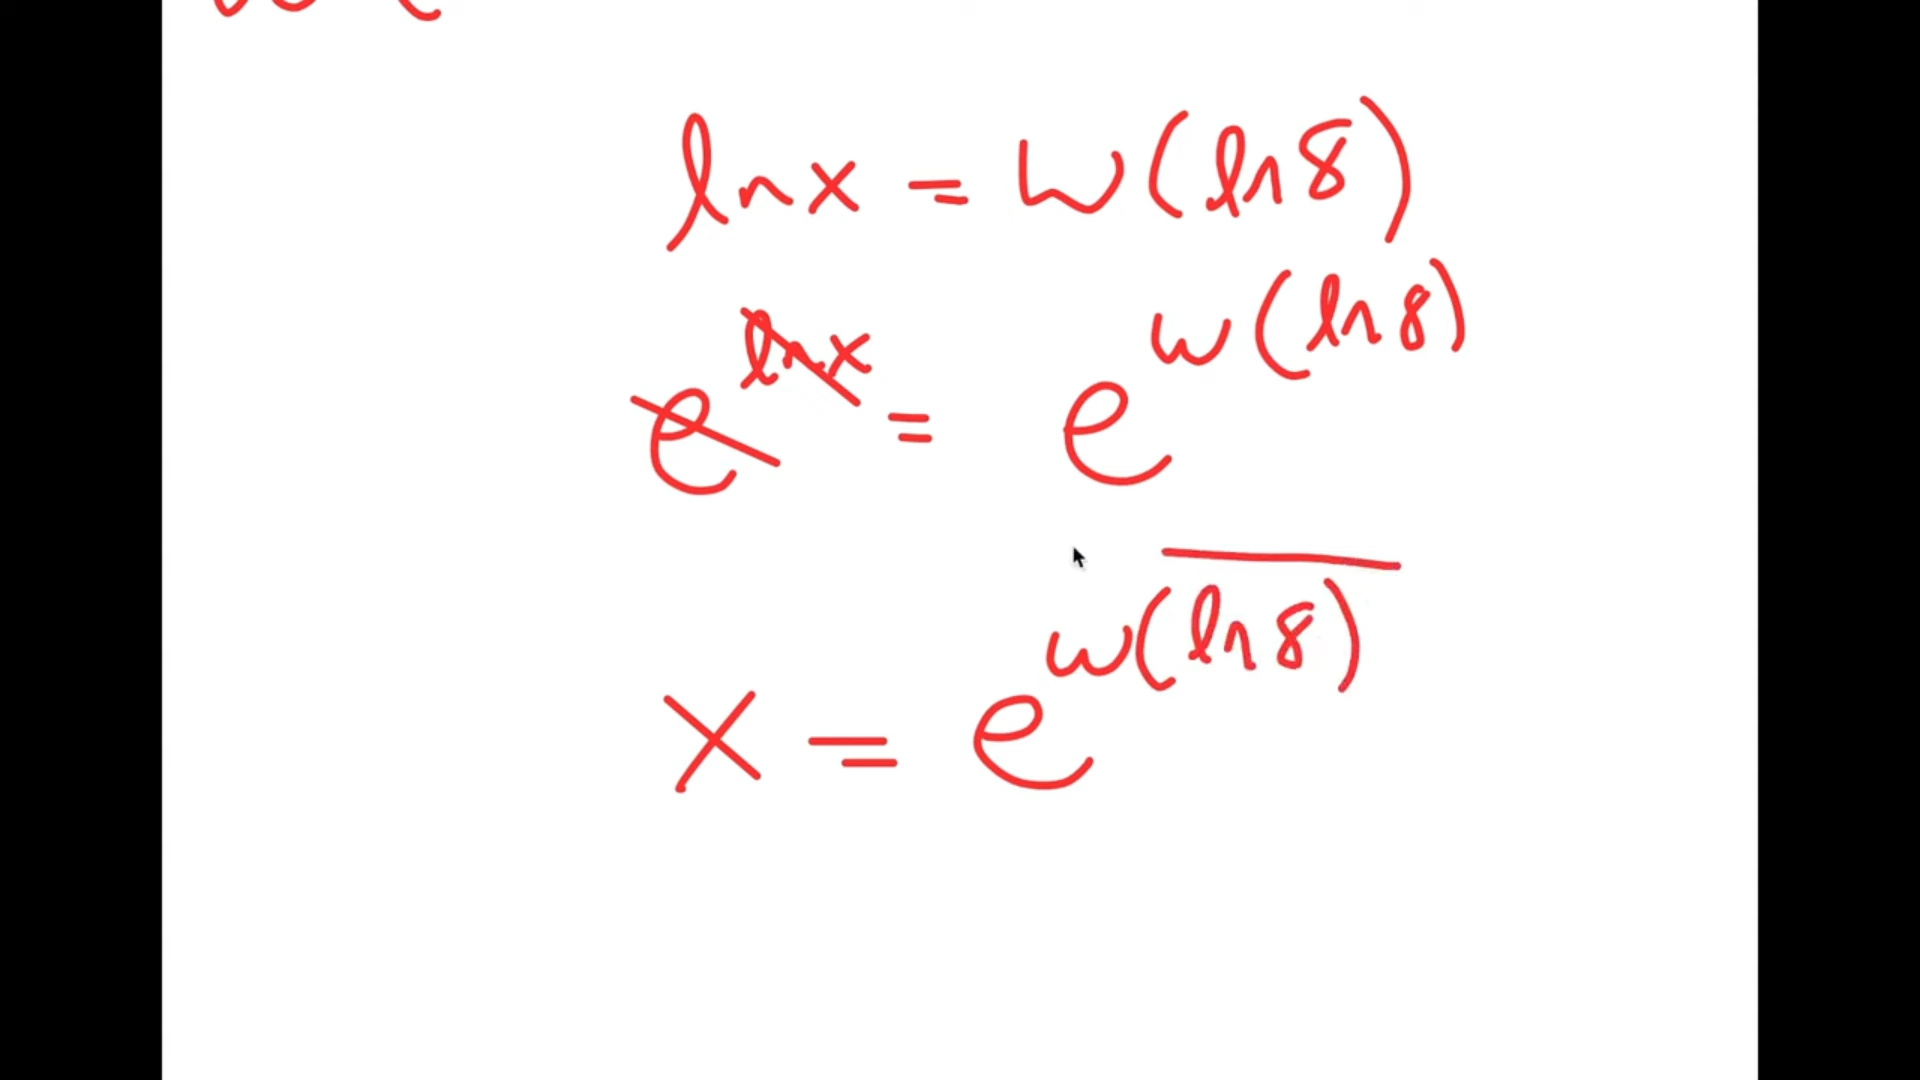 ln x = W(ln 8)
e^{ln x} = e^{W(ln 8)}
x = e^{W(ln 8)}